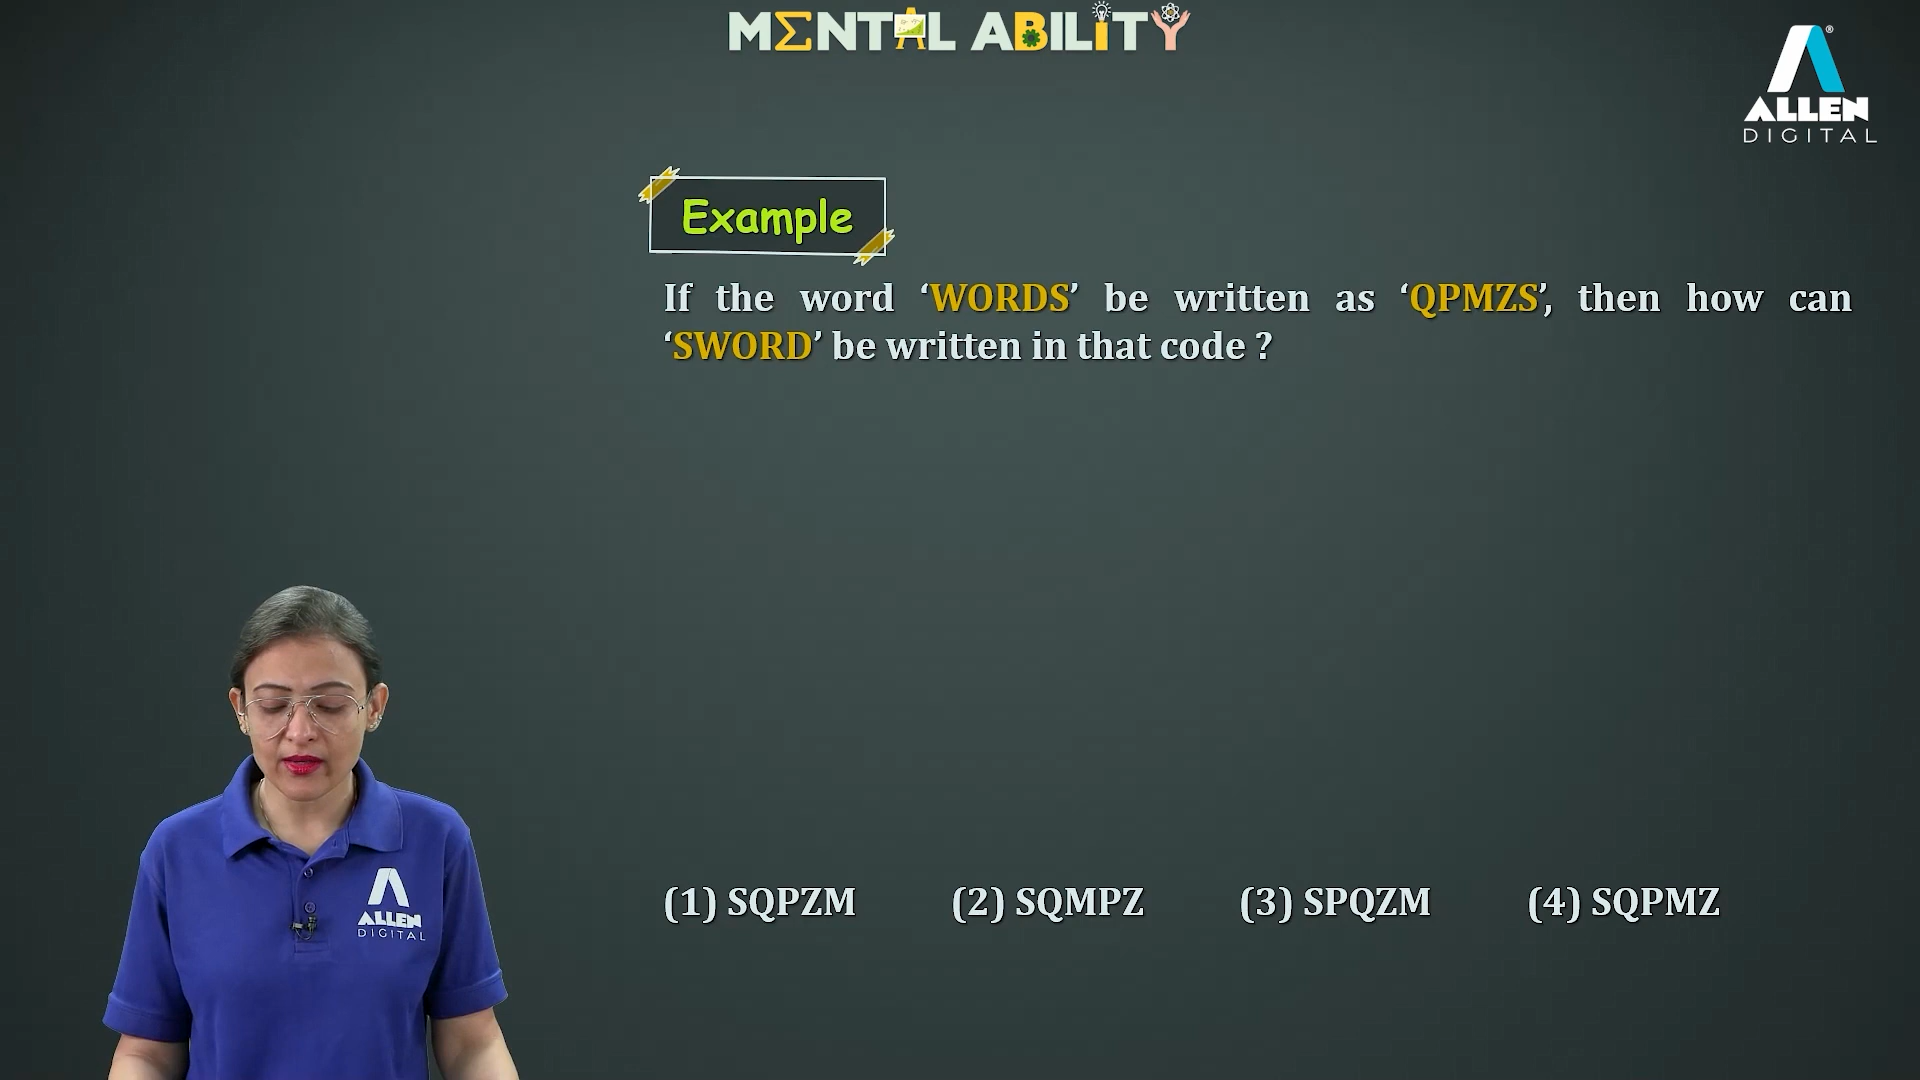 MENTAL ABILITY
ALLEN
DIGITAL
Example
If the word ‘WORDS’ be written as ‘QPMZS’, then how can
‘SWORD’ be written in that code ?
(1) SQPZM (2) SQMPZ (3) SPQZM (4) SQPMZ
ALLEN
DIGITAL